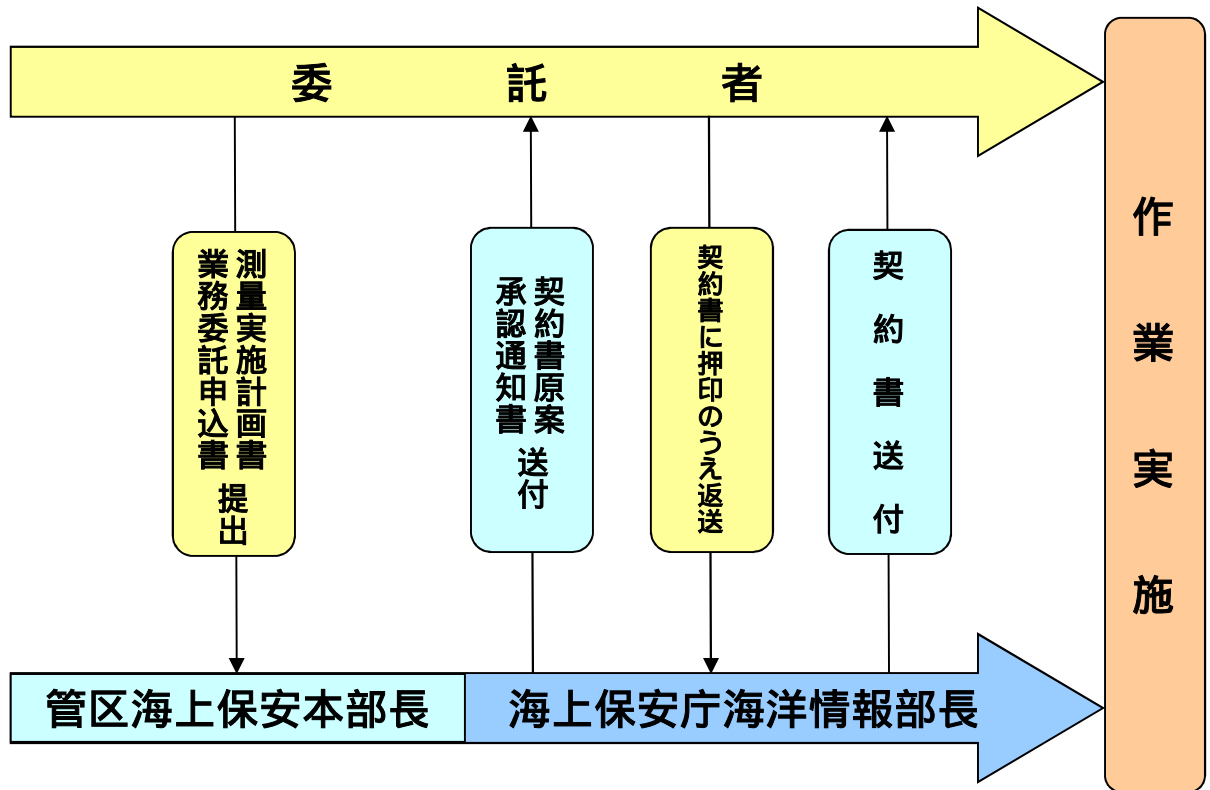 委託者
測量実施計画書
業務委託申込書
提出
契約書原案
承認通知書
送付
契約書に押印のうえ返送
契約書送付
管区海上保安本部長
海上保安庁海洋情報部長
作業実施